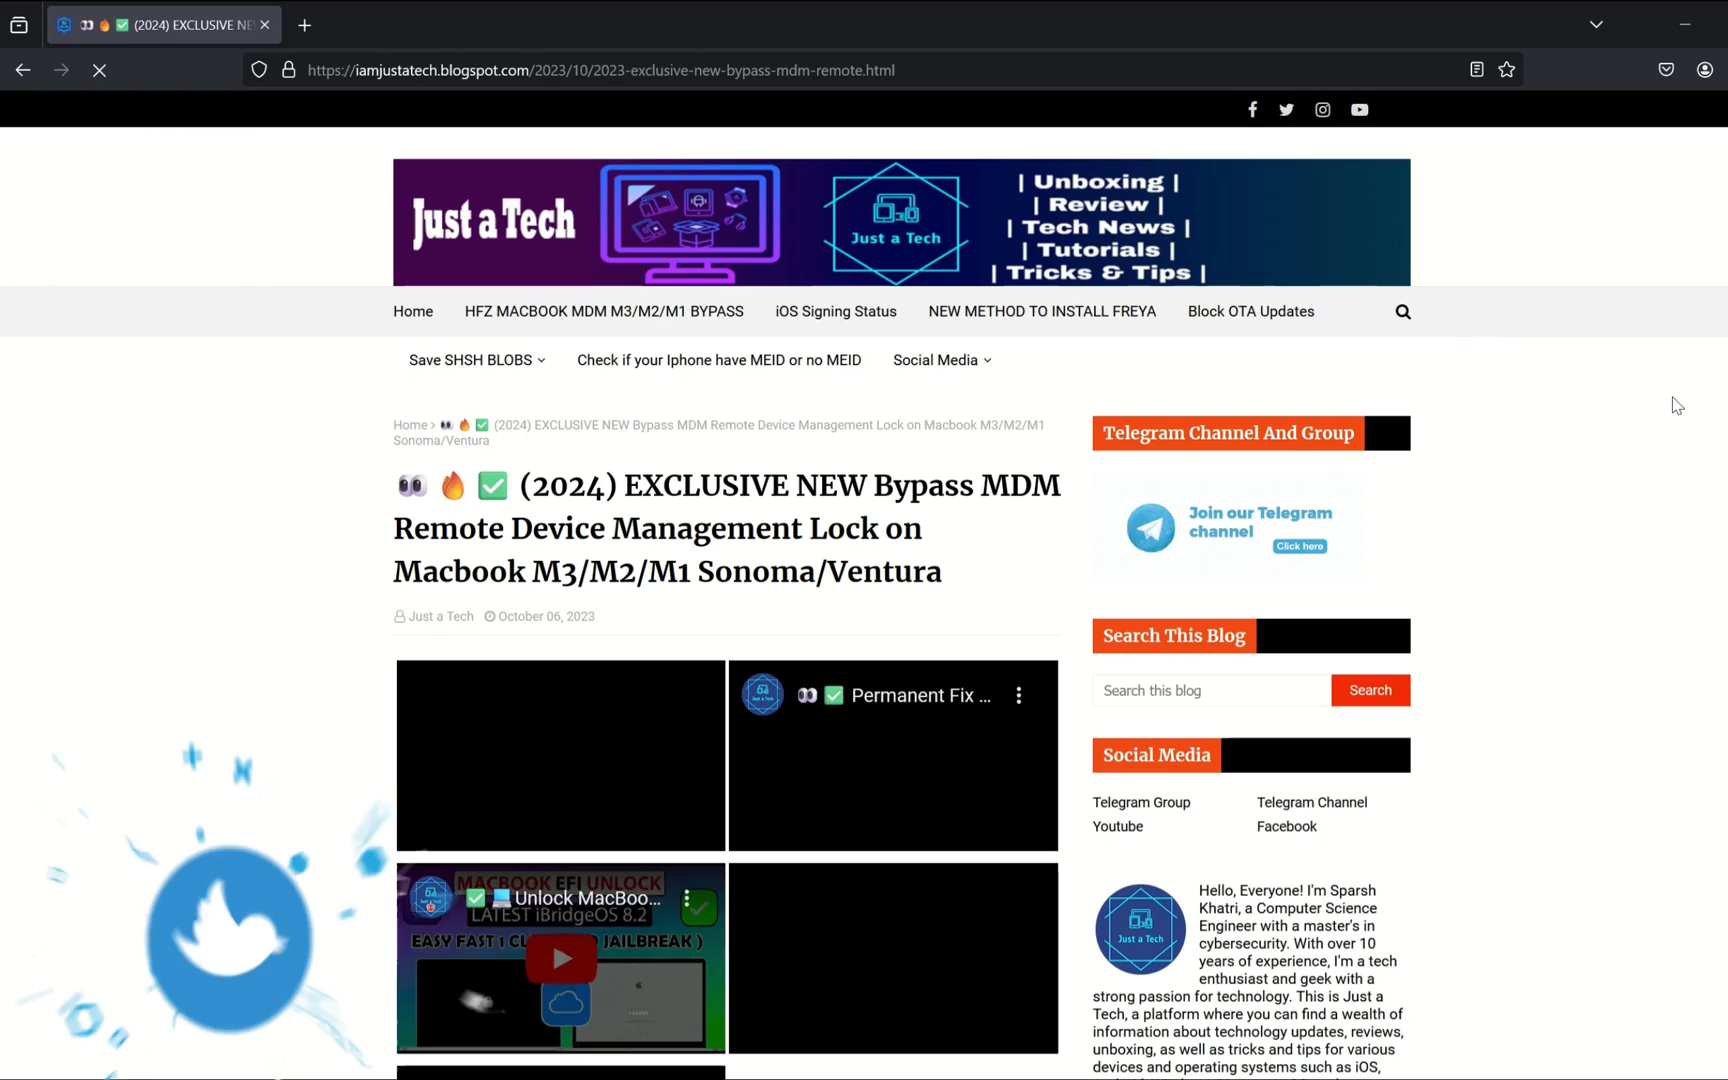 👀 🔥 ✅ (2024) EXCLUSIVE NE
https://iamjustatech.blogspot.com/2023/10/2023-exclusive-new-bypass-mdm-remote.html
Just a Tech
Just a Tech
| Unboxing |
| Review |
| Tech News |
| Tutorials |
| Tricks & Tips |
Home
HFZ MACBOOK MDM M3/M2/M1 BYPASS
iOS Signing Status
NEW METHOD TO INSTALL FREYA
Block OTA Updates
Save SHSH BLOBS
Check if your Iphone have MEID or no MEID
Social Media
Home › 👀 🔥 ✅ (2024) EXCLUSIVE NEW Bypass MDM Remote Device Management Lock on Macbook M3/M2/M1
Sonoma/Ventura
👀 🔥 ✅ (2024) EXCLUSIVE NEW Bypass MDM
Remote Device Management Lock on
Macbook M3/M2/M1 Sonoma/Ventura
Just a Tech October 06, 2023
👀 ✅ Permanent Fix ...
✅ 💻Unlock MacBoo...
MACBOOK EFI UNLOCK
LATEST iBridgeOS 8.2
JAILBREAK )
Telegram Channel And Group
Join our Telegram
channel
Click here
Search This Blog
Search this blog
Search
Social Media
Telegram Group
Telegram Channel
Youtube
Facebook
Just a Tech
Hello, Everyone! I'm Sparsh
Khatri, a Computer Science
Engineer with a master's in
cybersecurity. With over 10
years of experience, I'm a tech
enthusiast and geek with a
strong passion for technology. This is Just a
Tech, a platform where you can find a wealth of
information about technology updates, reviews,
unboxing, as well as tricks and tips for various
devices and operating systems such as iOS,